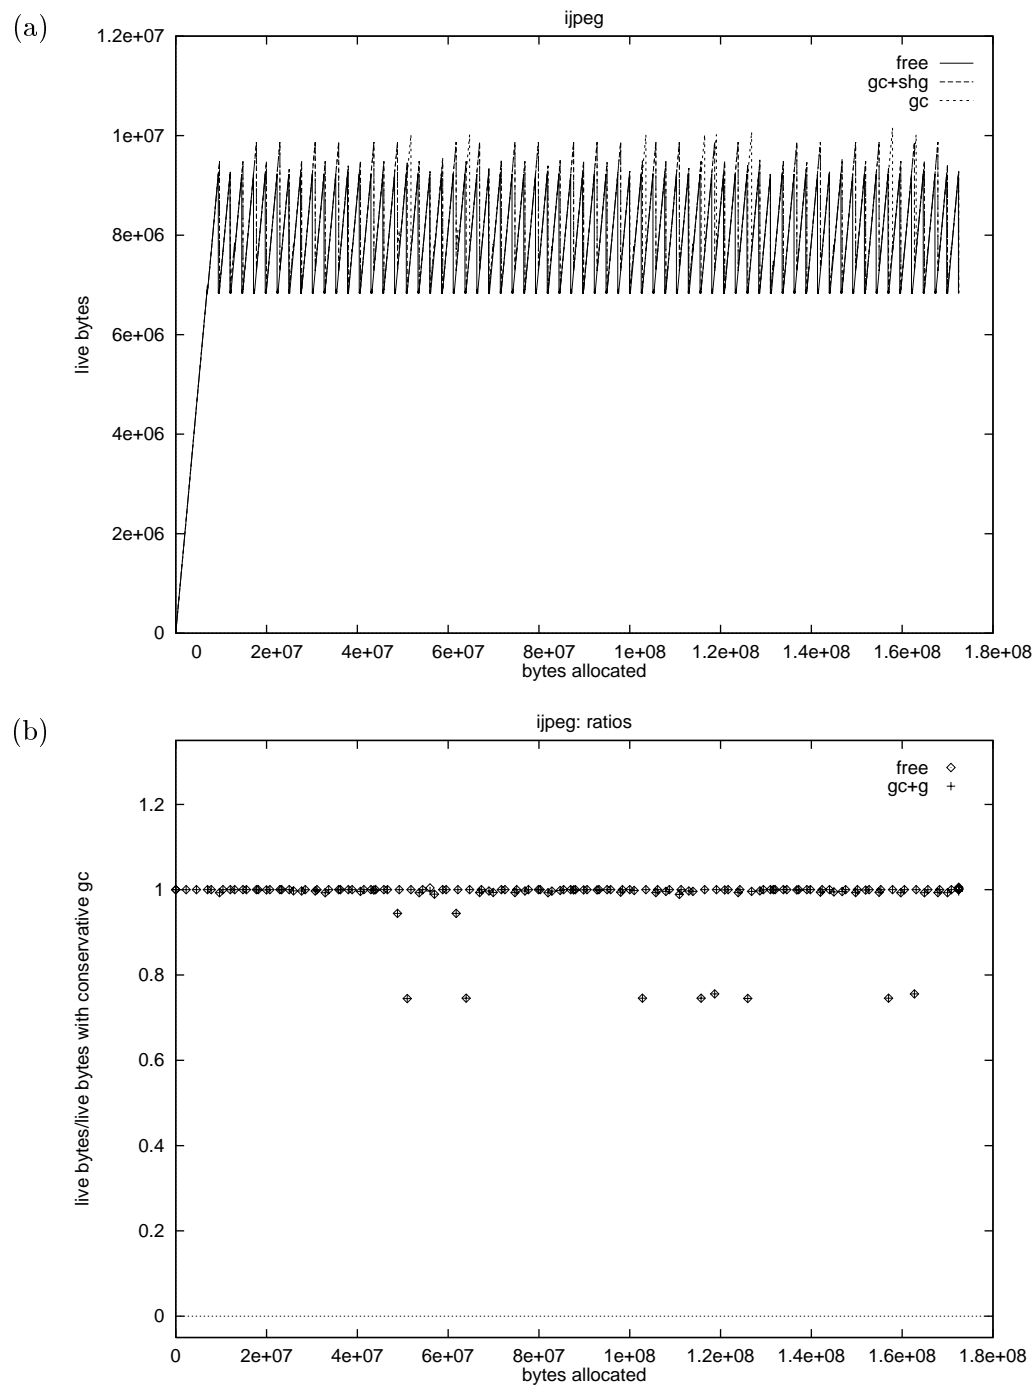 (a)
ijpeg
1.2e+07
1e+07
8e+06
6e+06
4e+06
2e+06
0
live bytes
free
gc+shg
gc
0 2e+07 4e+07 6e+07 8e+07 1e+08 1.2e+08 1.4e+08 1.6e+08 1.8e+08
bytes allocated
(b)
ijpeg: ratios
1.2
1
0.8
0.6
0.4
0.2
0
live bytes/live bytes with conservative gc
free
gc+g
0 2e+07 4e+07 6e+07 8e+07 1e+08 1.2e+08 1.4e+08 1.6e+08 1.8e+08
bytes allocated